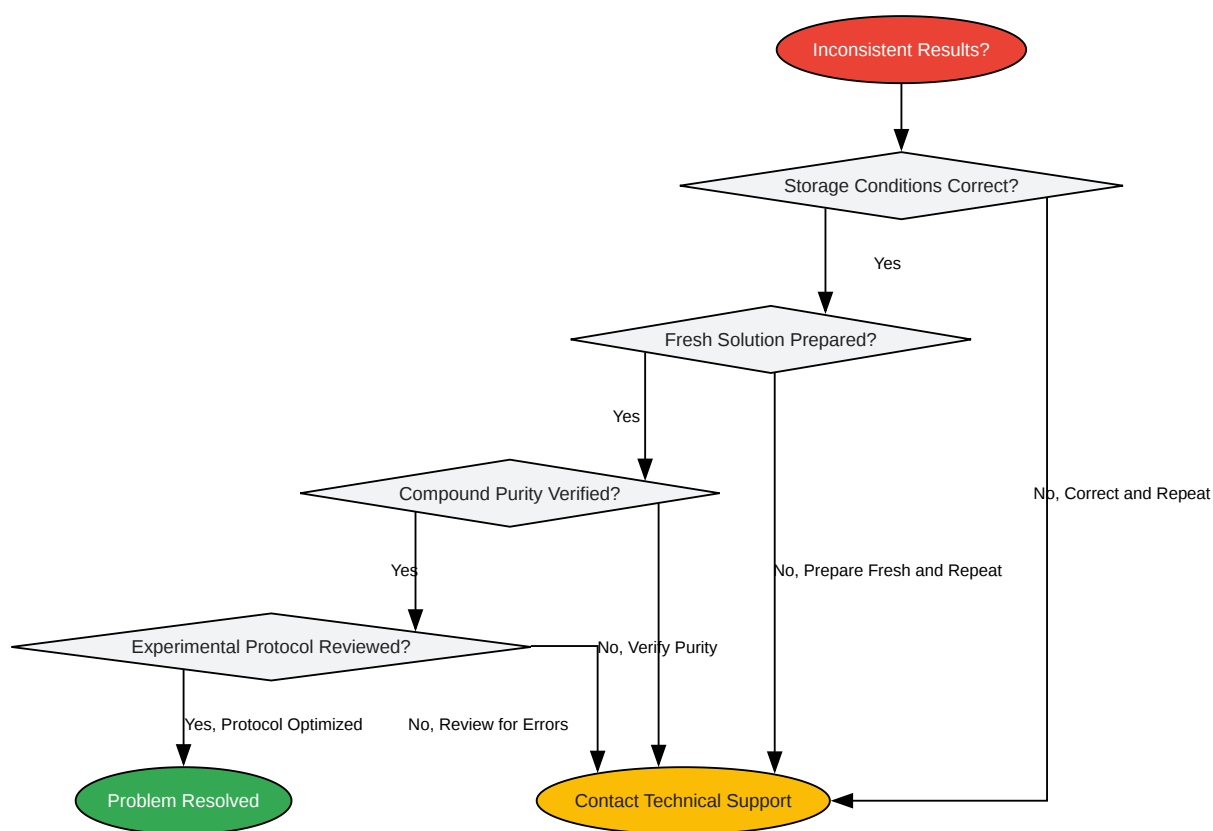 Inconsistent Results?
Storage Conditions Correct?
Yes
Fresh Solution Prepared?
Yes
Compound Purity Verified?
No, Correct and Repeat
Yes
No, Prepare Fresh and Repeat
Experimental Protocol Reviewed?
No, Verify Purity
Yes, Protocol Optimized
No, Review for Errors
Problem Resolved
Contact Technical Support